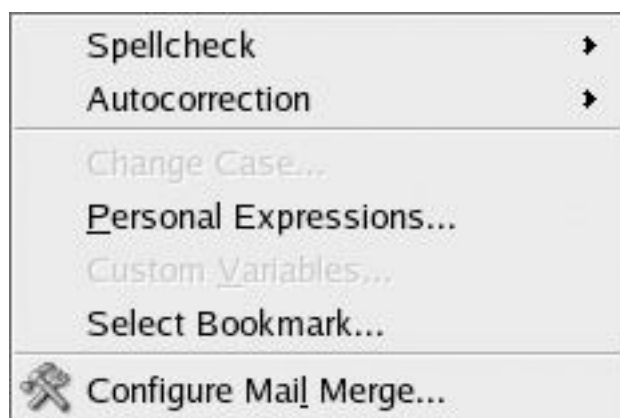 Spellcheck
Autocorrection
Change Case...
Personal Expressions...
Custom Variables...
Select Bookmark...
Configure Mail Merge...